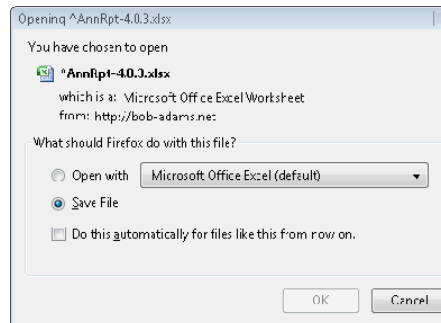 Opening ^AnnRpt-4.0.3.xlsx
You have chosen to open
^AnnRpt-4.0.3.xlsx
which is a: Microsoft Office Excel Worksheet
from: http://bob-adams.net
What should Firefox do with this file?
Open with Microsoft Office Excel (default)
Save File
Do this automatically for files like this from now on.
OK Cancel